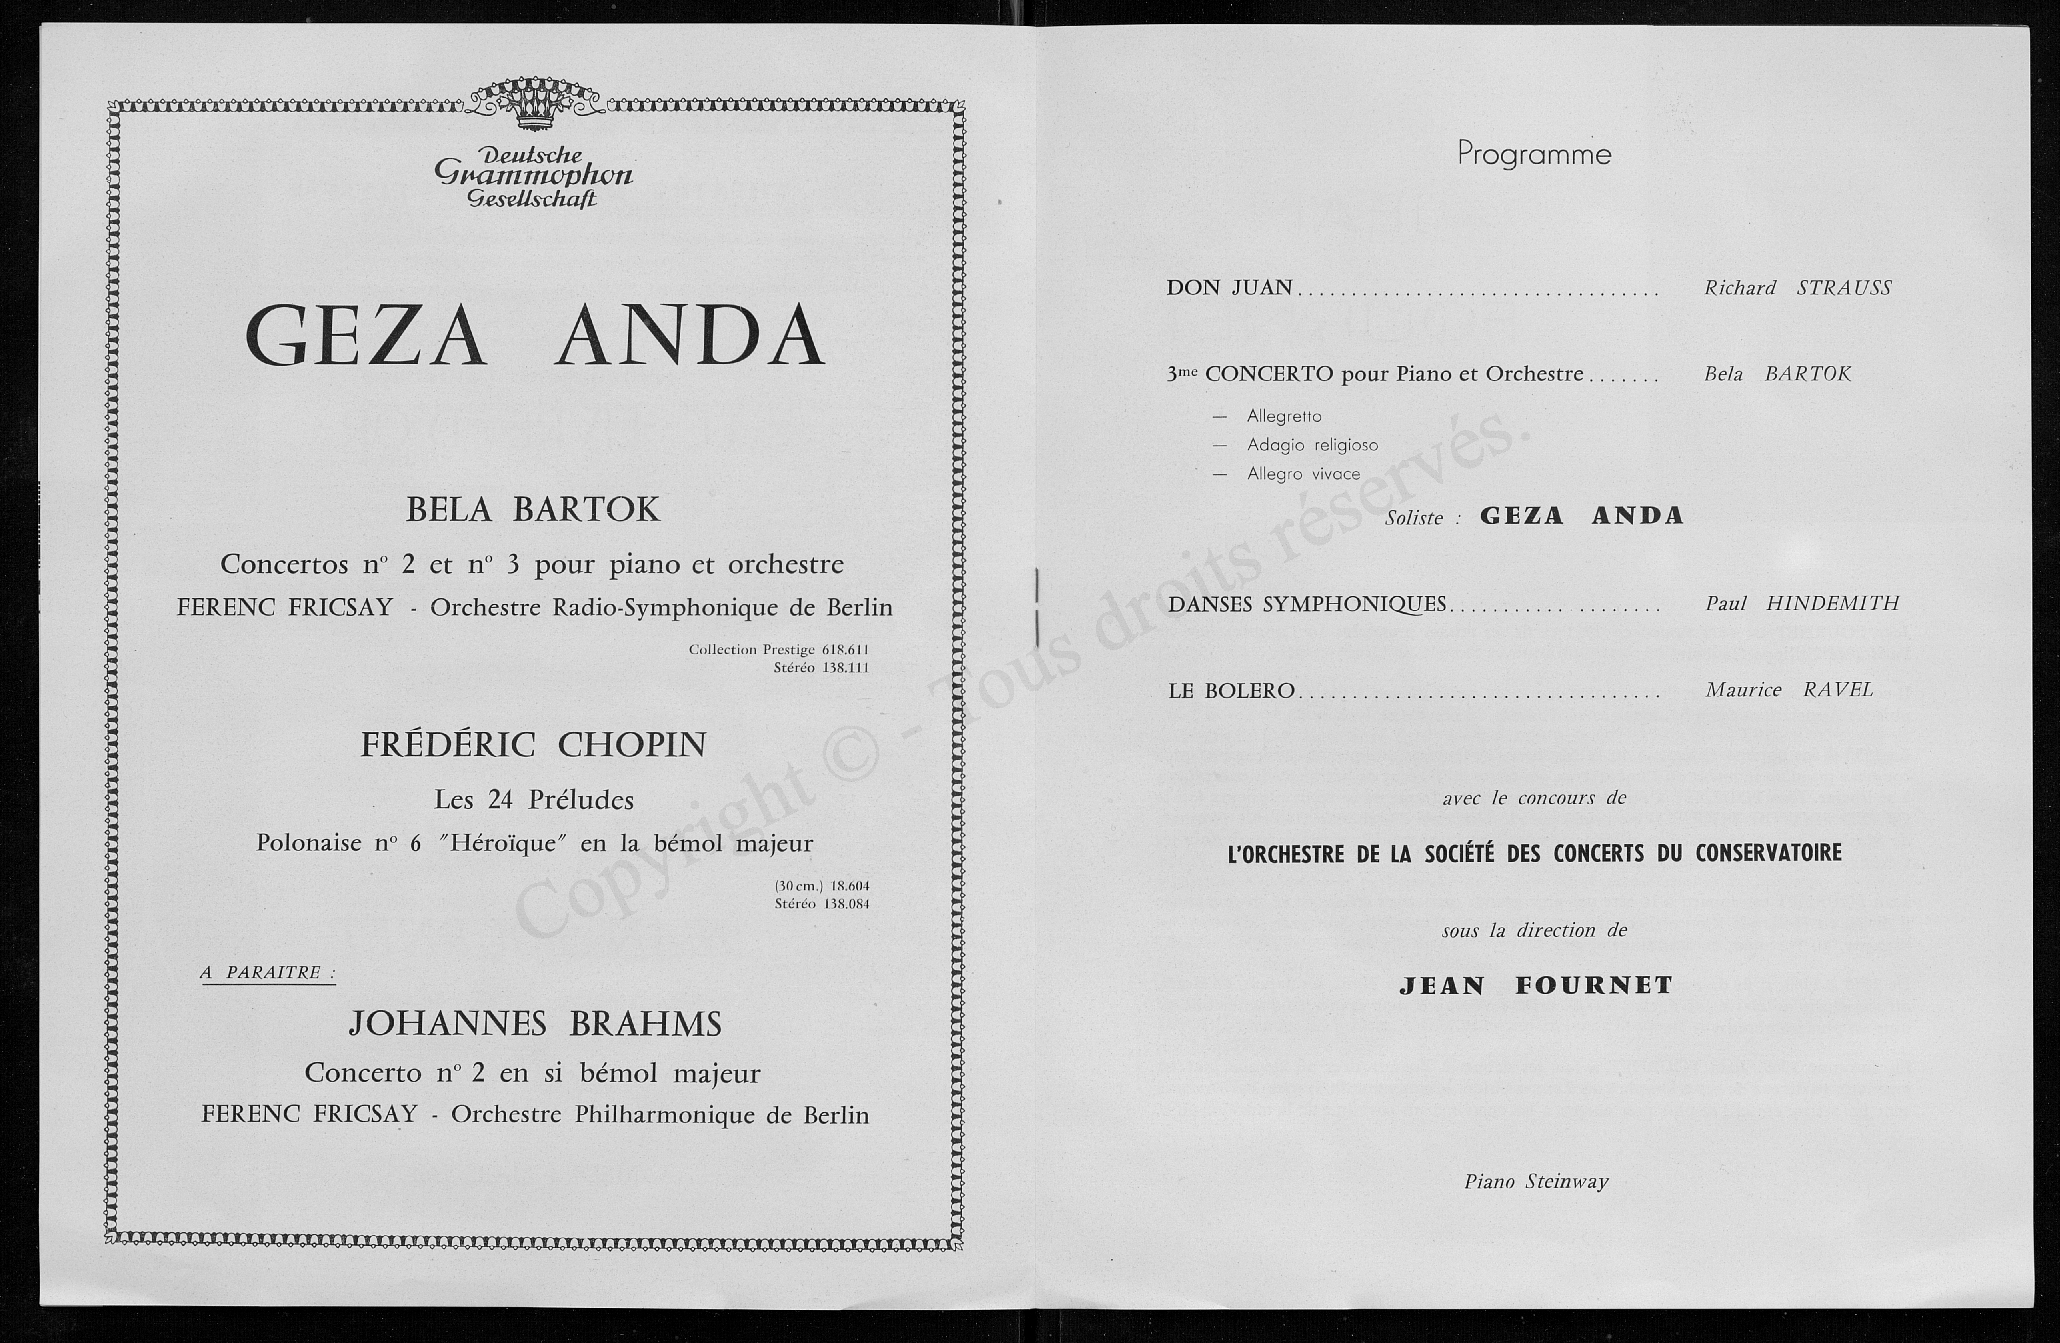 Deutsche
Grammophon
Gesellschaft
GEZA ANDA
BELA BARTOK
Concertos nº 2 et nº 3 pour piano et orchestre
FERENC FRICSAY - Orchestre Radio-Symphonique de Berlin
Collection Prestige 618.611
Stéréo 138.111
FRÉDÉRIC CHOPIN
Les 24 Préludes
Polonaise nº 6 "Héroïque" en la bémol majeur
(30 cm.) 18.604
Stéréo 138.084
A PARAITRE :
JOHANNES BRAHMS
Concerto nº 2 en si bémol majeur
FERENC FRICSAY - Orchestre Philharmonique de Berlin
Programme
DON JUAN.................................. Richard STRAUSS
3me CONCERTO pour Piano et Orchestre....... Bela BARTOK
— Allegretto
— Adagio religioso
— Allegro vivace
Soliste : GEZA ANDA
DANSES SYMPHONIQUES.................... Paul HINDEMITH
LE BOLERO.................................. Maurice RAVEL
avec le concours de
L'ORCHESTRE DE LA SOCIÉTÉ DES CONCERTS DU CONSERVATOIRE
sous la direction de
JEAN FOURNET
Piano Steinway
Copyright © - Tous droits réservés.